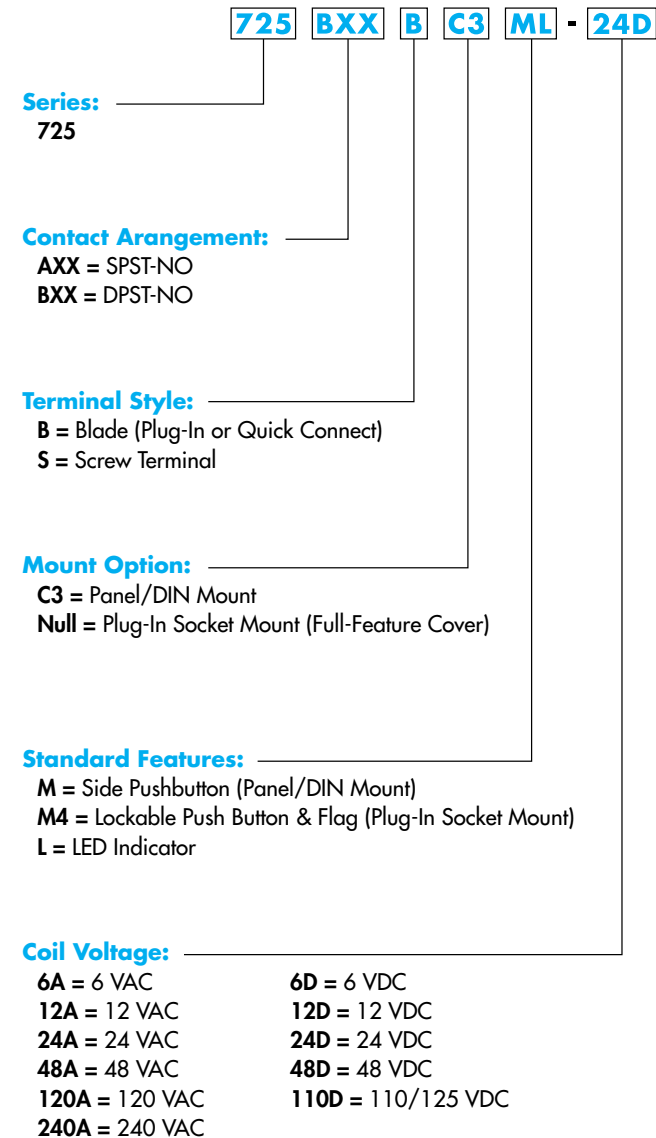 725 BXX B C3 ML - 24D
Series:
725
Contact Arangement:
AXX = SPST-NO
BXX = DPST-NO
Terminal Style:
B = Blade (Plug-In or Quick Connect)
S = Screw Terminal
Mount Option:
C3 = Panel/DIN Mount
Null = Plug-In Socket Mount (Full-Feature Cover)
Standard Features:
M = Side Pushbutton (Panel/DIN Mount)
M4 = Lockable Push Button & Flag (Plug-In Socket Mount)
L = LED Indicator
Coil Voltage:
6A = 6 VAC 6D = 6 VDC
12A = 12 VAC 12D = 12 VDC
24A = 24 VAC 24D = 24 VDC
48A = 48 VAC 48D = 48 VDC
120A = 120 VAC 110D = 110/125 VDC
240A = 240 VAC